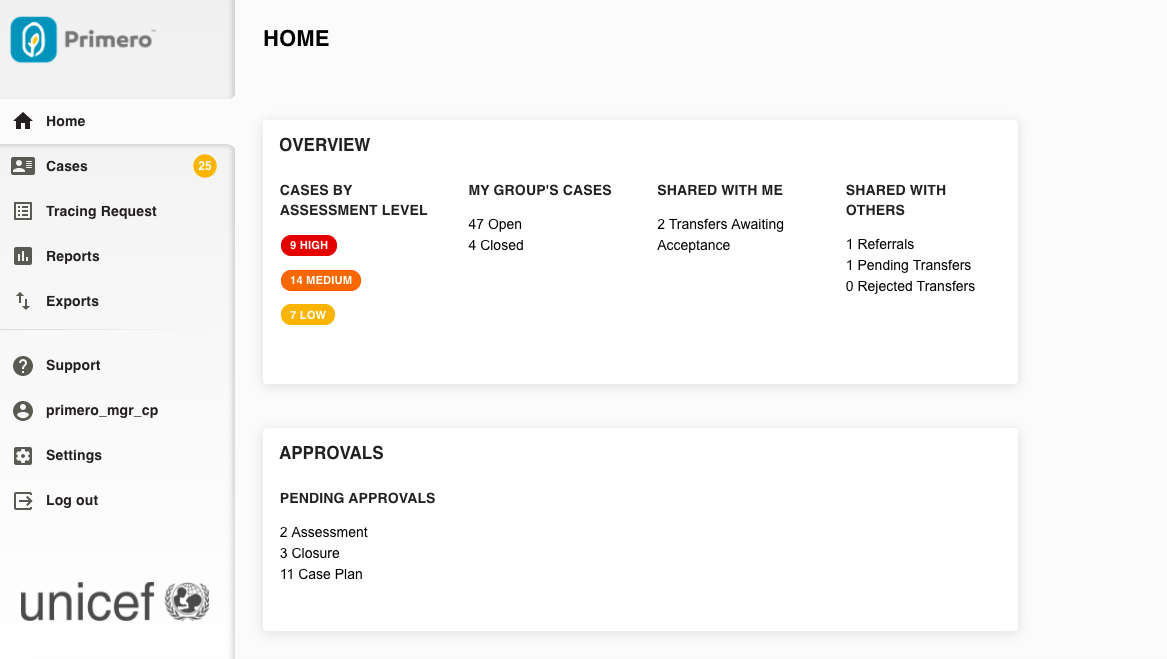 Primero™
Home
Cases 25
Tracing Request
Reports
Exports
Support
primero_mgr_cp
Settings
Log out
unicef
HOME
OVERVIEW
CASES BY
ASSESSMENT LEVEL
9 HIGH
14 MEDIUM
7 LOW
MY GROUP'S CASES
47 Open
4 Closed
SHARED WITH ME
2 Transfers Awaiting
Acceptance
SHARED WITH
OTHERS
1 Referrals
1 Pending Transfers
0 Rejected Transfers
APPROVALS
PENDING APPROVALS
2 Assessment
3 Closure
11 Case Plan